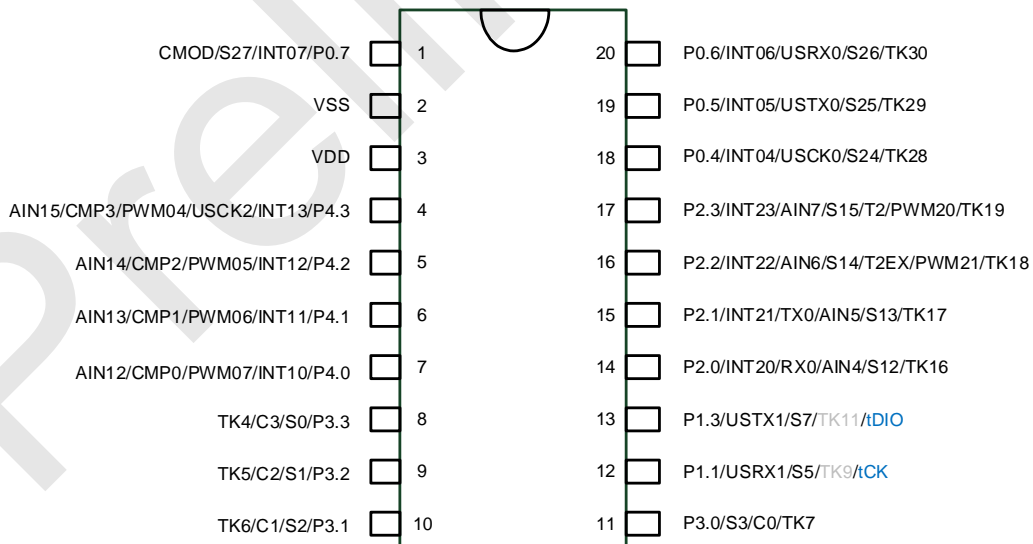 CMOD/S27/INT07/P0.7 1 20 P0.6/INT06/USRX0/S26/TK30
VSS 2 19 P0.5/INT05/USTX0/S25/TK29
VDD 3 18 P0.4/INT04/USCK0/S24/TK28
AIN15/CMP3/PWM04/USCK2/INT13/P4.3 4 17 P2.3/INT23/AIN7/S15/T2/PWM20/TK19
AIN14/CMP2/PWM05/INT12/P4.2 5 16 P2.2/INT22/AIN6/S14/T2EX/PWM21/TK18
AIN13/CMP1/PWM06/INT11/P4.1 6 15 P2.1/INT21/TX0/AIN5/S13/TK17
AIN12/CMP0/PWM07/INT10/P4.0 7 14 P2.0/INT20/RX0/AIN4/S12/TK16
TK4/C3/S0/P3.3 8 13 P1.3/USTX1/S7/TK11/tDIO
TK5/C2/S1/P3.2 9 12 P1.1/USRX1/S5/TK9/tCK
TK6/C1/S2/P3.1 10 11 P3.0/S3/C0/TK7
Preli